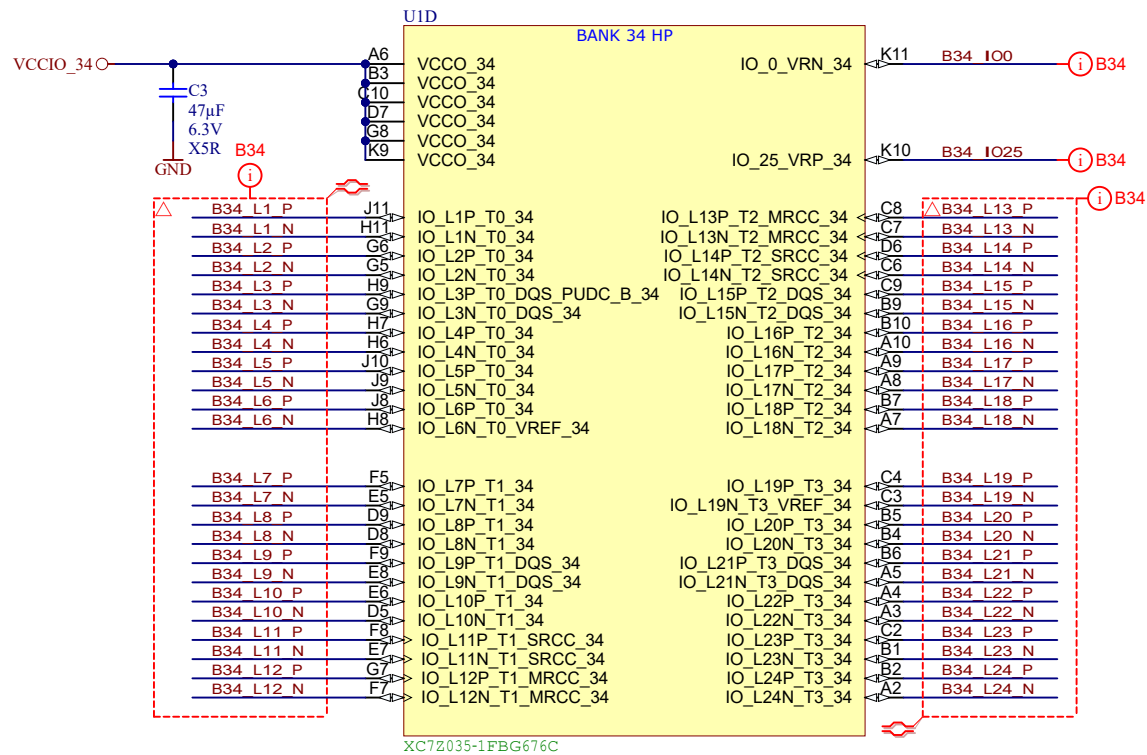 U1D
BANK 34 HP
VCCIO_34
A6 VCCO_34 IO_0_VRN_34 K11 B34_IO0 i B34
B3 VCCO_34
C3 C10 VCCO_34
47µF D7 VCCO_34
6.3V G8 VCCO_34
X5R K9 VCCO_34 IO_25_VRP_34 K10 B34_IO25 i B34
GND
B34
i
i B34
B34_L1_P J11 IO_L1P_T0_34 IO_L13P_T2_MRCC_34 C8 B34_L13_P
B34_L1_N H11 IO_L1N_T0_34 IO_L13N_T2_MRCC_34 C7 B34_L13_N
B34_L2_P G6 IO_L2P_T0_34 IO_L14P_T2_SRCC_34 D6 B34_L14_P
B34_L2_N G5 IO_L2N_T0_34 IO_L14N_T2_SRCC_34 C6 B34_L14_N
B34_L3_P H9 IO_L3P_T0_DQS_PUDC_B_34 IO_L15P_T2_DQS_34 C9 B34_L15_P
B34_L3_N G9 IO_L3N_T0_DQS_34 IO_L15N_T2_DQS_34 B9 B34_L15_N
B34_L4_P H7 IO_L4P_T0_34 IO_L16P_T2_34 B10 B34_L16_P
B34_L4_N H6 IO_L4N_T0_34 IO_L16N_T2_34 A10 B34_L16_N
B34_L5_P J10 IO_L5P_T0_34 IO_L17P_T2_34 A9 B34_L17_P
B34_L5_N J9 IO_L5N_T0_34 IO_L17N_T2_34 A8 B34_L17_N
B34_L6_P J8 IO_L6P_T0_34 IO_L18P_T2_34 B7 B34_L18_P
B34_L6_N H8 IO_L6N_T0_VREF_34 IO_L18N_T2_34 A7 B34_L18_N
B34_L7_P F5 IO_L7P_T1_34 IO_L19P_T3_34 C4 B34_L19_P
B34_L7_N E5 IO_L7N_T1_34 IO_L19N_T3_VREF_34 C3 B34_L19_N
B34_L8_P D9 IO_L8P_T1_34 IO_L20P_T3_34 B5 B34_L20_P
B34_L8_N D8 IO_L8N_T1_34 IO_L20N_T3_34 B4 B34_L20_N
B34_L9_P F9 IO_L9P_T1_DQS_34 IO_L21P_T3_DQS_34 B6 B34_L21_P
B34_L9_N E8 IO_L9N_T1_DQS_34 IO_L21N_T3_DQS_34 A5 B34_L21_N
B34_L10_P E6 IO_L10P_T1_34 IO_L22P_T3_34 A4 B34_L22_P
B34_L10_N D5 IO_L10N_T1_34 IO_L22N_T3_34 A3 B34_L22_N
B34_L11_P F8 IO_L11P_T1_SRCC_34 IO_L23P_T3_34 C2 B34_L23_P
B34_L11_N E7 IO_L11N_T1_SRCC_34 IO_L23N_T3_34 B1 B34_L23_N
B34_L12_P G7 IO_L12P_T1_MRCC_34 IO_L24P_T3_34 B2 B34_L24_P
B34_L12_N F7 IO_L12N_T1_MRCC_34 IO_L24N_T3_34 A2 B34_L24_N
XC7Z035-1FBG676C